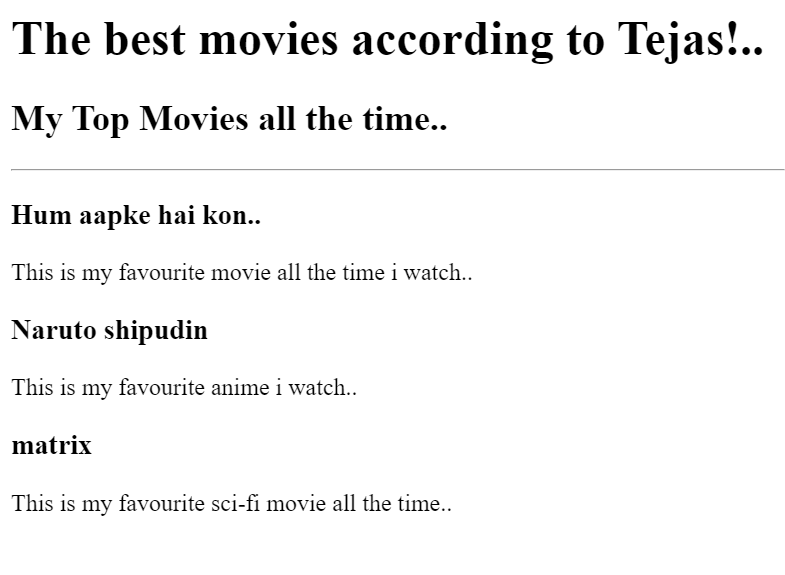 The best movies according to Tejas!..
My Top Movies all the time..
Hum aapke hai kon..
This is my favourite movie all the time i watch..
Naruto shipudin
This is my favourite anime i watch..
matrix
This is my favourite sci-fi movie all the time..